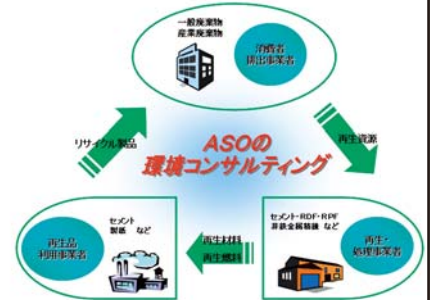 一般廃棄物
産業廃棄物
消費者
排出事業者
リサイクル製品
再生資源
ASOの
環境コンサルティング
再生品
利用事業者
セメント
製紙 など
再生材料
再生燃料
セメント・RDF・RPF
非鉄金属精錬 など
再生・
処理事業者